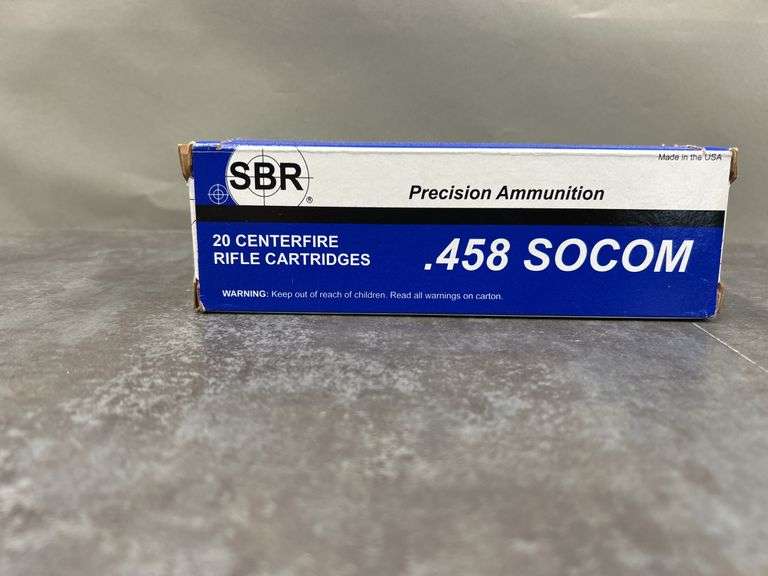 Made in the USA
SBR®
Precision Ammunition
20 CENTERFIRE
RIFLE CARTRIDGES
.458 SOCOM
WARNING: Keep out of reach of children. Read all warnings on carton.